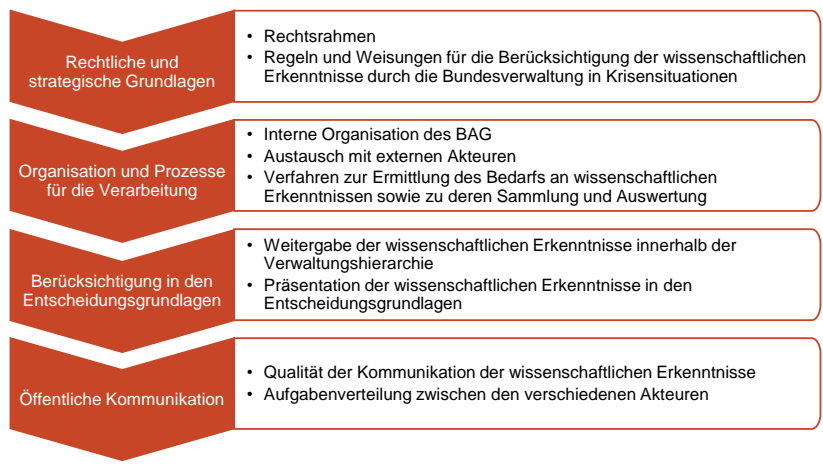 Rechtliche und
strategische Grundlagen
• Rechtsrahmen
• Regeln und Weisungen für die Berücksichtigung der wissenschaftlichen
Erkenntnisse durch die Bundesverwaltung in Krisensituationen
Organisation und Prozesse
für die Verarbeitung
• Interne Organisation des BAG
• Austausch mit externen Akteuren
• Verfahren zur Ermittlung des Bedarfs an wissenschaftlichen
Erkenntnissen sowie zu deren Sammlung und Auswertung
Berücksichtigung in den
Entscheidungsgrundlagen
• Weitergabe der wissenschaftlichen Erkenntnisse innerhalb der
Verwaltungshierarchie
• Präsentation der wissenschaftlichen Erkenntnisse in den
Entscheidungsgrundlagen
Öffentliche Kommunikation
• Qualität der Kommunikation der wissenschaftlichen Erkenntnisse
• Aufgabenverteilung zwischen den verschiedenen Akteuren